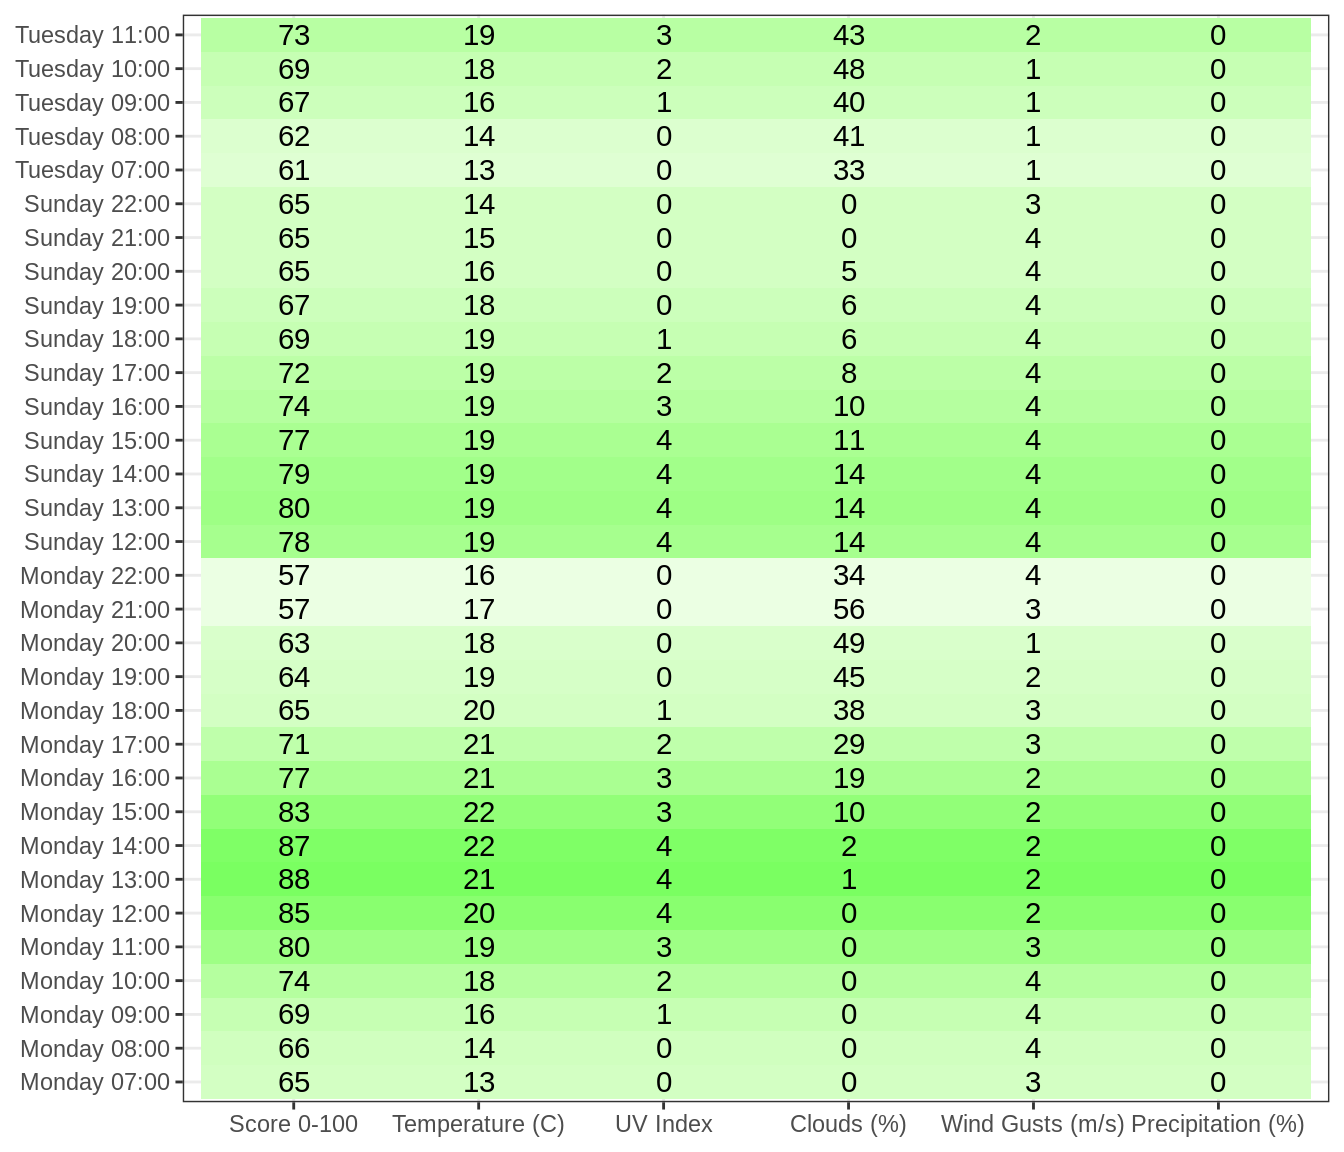 Tuesday 11:00 73 19 3 43 2 0
Tuesday 10:00 69 18 2 48 1 0
Tuesday 09:00 67 16 1 40 1 0
Tuesday 08:00 62 14 0 41 1 0
Tuesday 07:00 61 13 0 33 1 0
Sunday 22:00 65 14 0 0 3 0
Sunday 21:00 65 15 0 0 4 0
Sunday 20:00 65 16 0 5 4 0
Sunday 19:00 67 18 0 6 4 0
Sunday 18:00 69 19 1 6 4 0
Sunday 17:00 72 19 2 8 4 0
Sunday 16:00 74 19 3 10 4 0
Sunday 15:00 77 19 4 11 4 0
Sunday 14:00 79 19 4 14 4 0
Sunday 13:00 80 19 4 14 4 0
Sunday 12:00 78 19 4 14 4 0
Monday 22:00 57 16 0 34 4 0
Monday 21:00 57 17 0 56 3 0
Monday 20:00 63 18 0 49 1 0
Monday 19:00 64 19 0 45 2 0
Monday 18:00 65 20 1 38 3 0
Monday 17:00 71 21 2 29 3 0
Monday 16:00 77 21 3 19 2 0
Monday 15:00 83 22 3 10 2 0
Monday 14:00 87 22 4 2 2 0
Monday 13:00 88 21 4 1 2 0
Monday 12:00 85 20 4 0 2 0
Monday 11:00 80 19 3 0 3 0
Monday 10:00 74 18 2 0 4 0
Monday 09:00 69 16 1 0 4 0
Monday 08:00 66 14 0 0 4 0
Monday 07:00 65 13 0 0 3 0
Score 0-100 Temperature (C) UV Index Clouds (%) Wind Gusts (m/s) Precipitation (%)